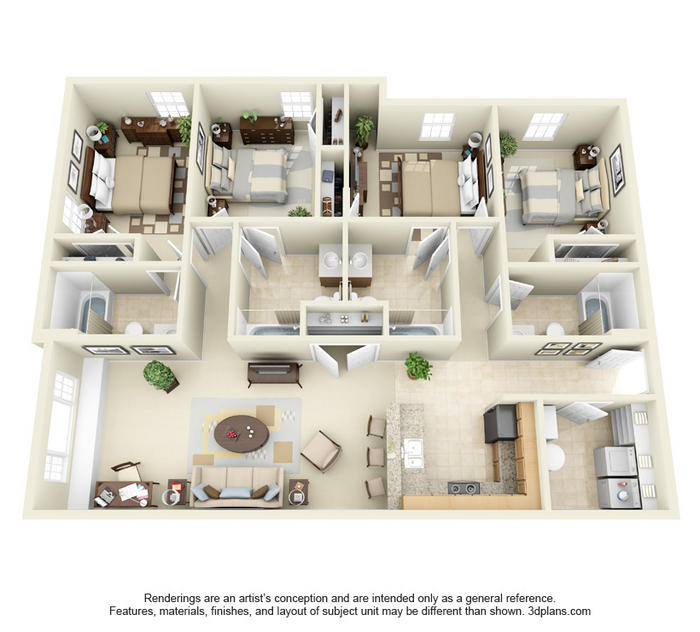 Renderings are an artist's conception and are intended only as a general reference.
Features, materials, finishes, and layout of subject unit may be different than shown. 3dplans.com